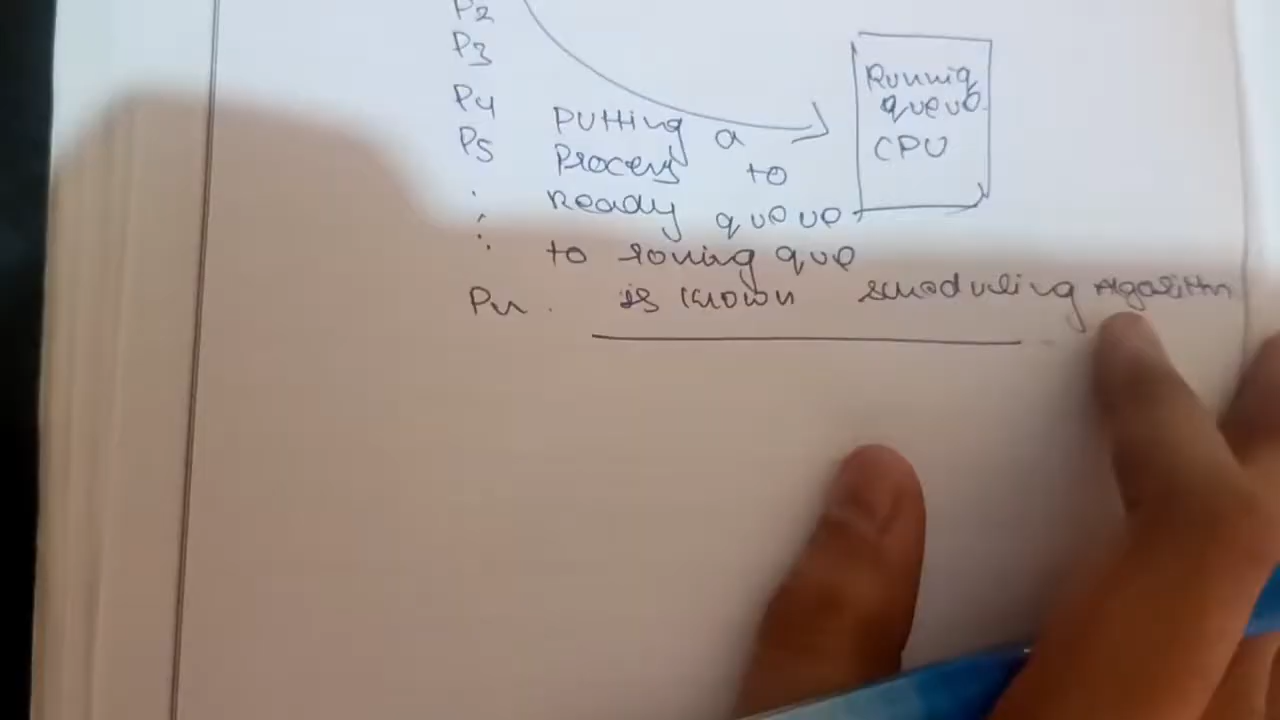 P2
P3
P4
P5
Pn.
Putting a
Process to
Ready queue
to running que
is known scheduling Algorithm
Running
queue
CPU